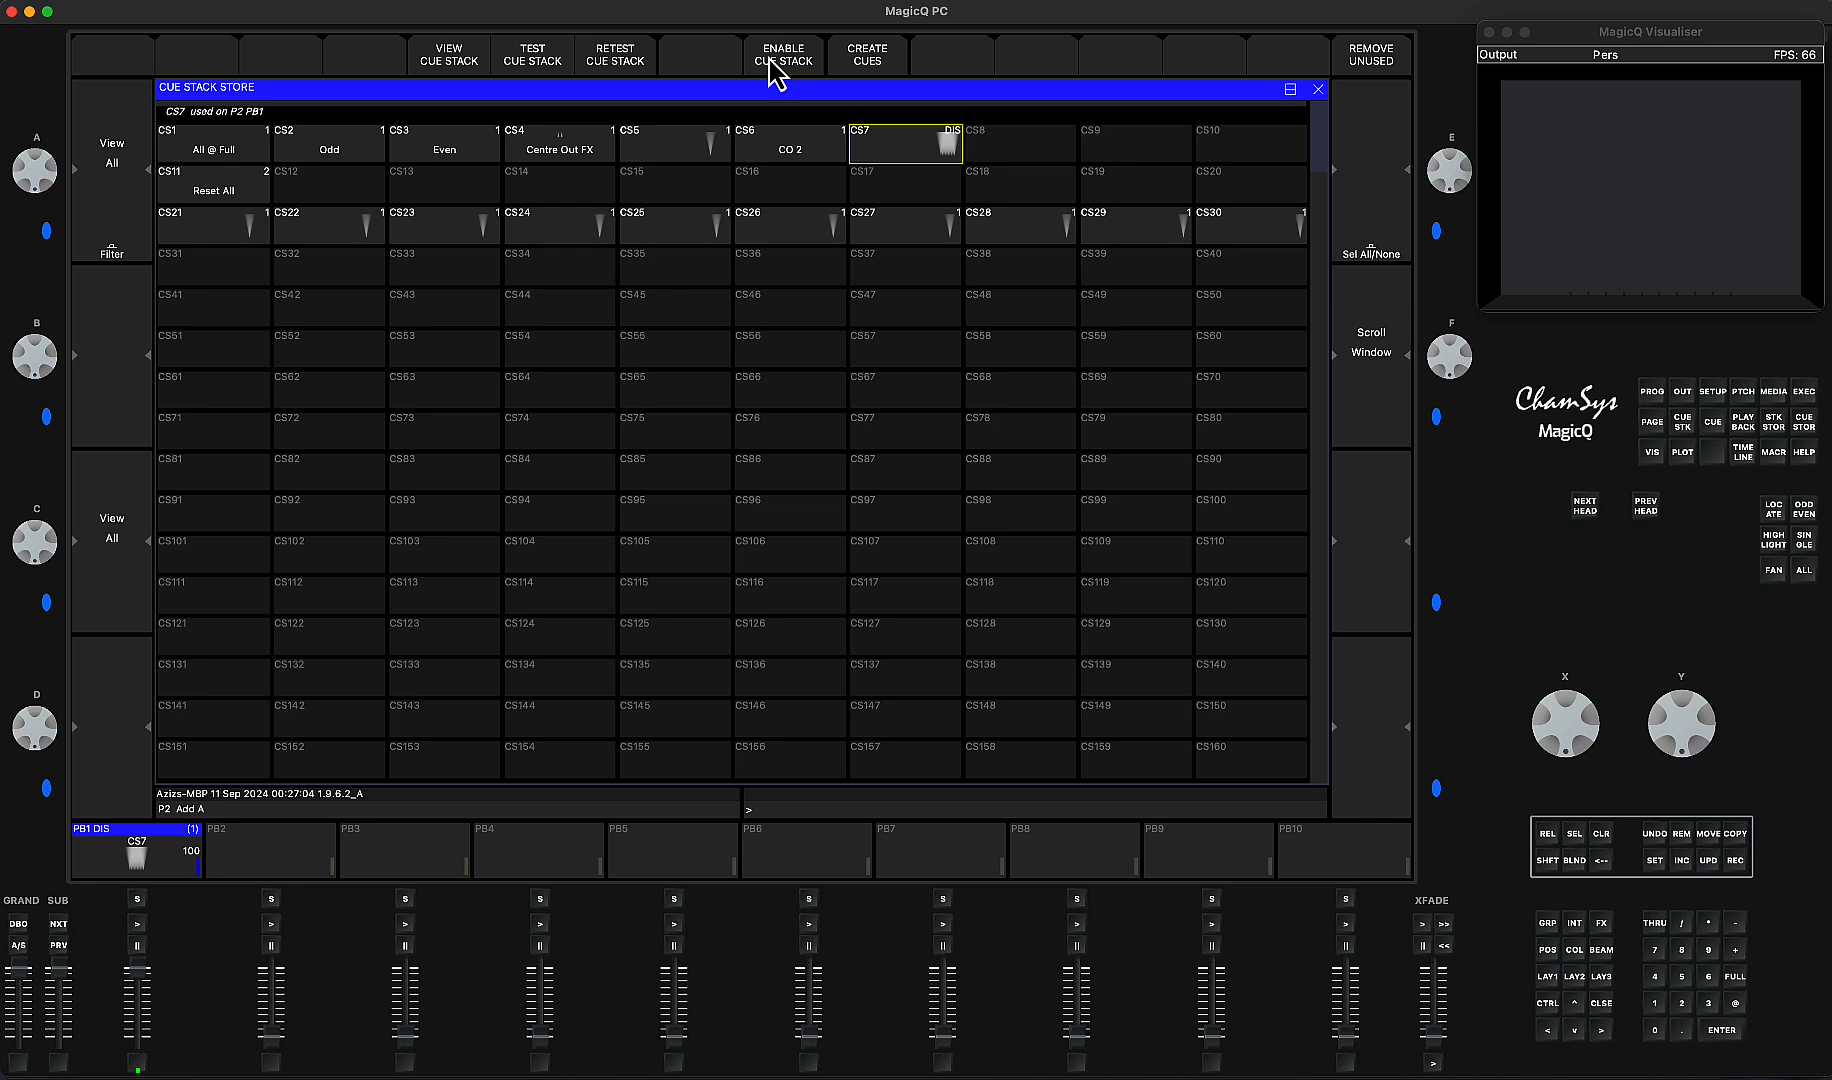 MagicQ PC
VIEW CUE STACK
TEST CUE STACK
RETEST CUE STACK
ENABLE CUE STACK
CREATE CUES
REMOVE UNUSED
MagicQ Visualiser
Output Pers FPS: 66
CUE STACK STORE
CS7 used on P2 PB1
View All
Filter
View All
Sel All/None
Scroll Window
CS1 1 All @ Full CS2 1 Odd CS3 1 Even CS4 1 Centre Out FX CS5 1 CS6 1 CO 2 CS7 DIS CS8 CS9 CS10
CS11 2 Reset All CS12 CS13 CS14 CS15 CS16 CS17 CS18 CS19 CS20
CS21 1 CS22 1 CS23 1 CS24 1 CS25 1 CS26 1 CS27 1 CS28 1 CS29 1 CS30 1
CS31 CS32 CS33 CS34 CS35 CS36 CS37 CS38 CS39 CS40
CS41 CS42 CS43 CS44 CS45 CS46 CS47 CS48 CS49 CS50
CS51 CS52 CS53 CS54 CS55 CS56 CS57 CS58 CS59 CS60
CS61 CS62 CS63 CS64 CS65 CS66 CS67 CS68 CS69 CS70
CS71 CS72 CS73 CS74 CS75 CS76 CS77 CS78 CS79 CS80
CS81 CS82 CS83 CS84 CS85 CS86 CS87 CS88 CS89 CS90
CS91 CS92 CS93 CS94 CS95 CS96 CS97 CS98 CS99 CS100
CS101 CS102 CS103 CS104 CS105 CS106 CS107 CS108 CS109 CS110
CS111 CS112 CS113 CS114 CS115 CS116 CS117 CS118 CS119 CS120
CS121 CS122 CS123 CS124 CS125 CS126 CS127 CS128 CS129 CS130
CS131 CS132 CS133 CS134 CS135 CS136 CS137 CS138 CS139 CS140
CS141 CS142 CS143 CS144 CS145 CS146 CS147 CS148 CS149 CS150
CS151 CS152 CS153 CS154 CS155 CS156 CS157 CS158 CS159 CS160
Azizs-MBP 11 Sep 2024 00:27:04 1.9.6.2_A
P2 Add A
>
PB1 DIS (1) PB2 PB3 PB4 PB5 PB6 PB7 PB8 PB9 PB10
CS7
100
A
B
C
D
E
F
ChamSys
MagicQ
PROG OUT SETUP PTCH MEDIA EXEC
PAGE CUE STK CUE PLAY BACK STK STOR CUE STOR
VIS PLOT TIME LINE MACR HELP
NEXT HEAD PREV HEAD
LOC ATE ODD EVEN
HIGH LIGHT SIN GLE
FAN ALL
X Y
REL SEL CLR UNDO REM MOVE COPY
SHFT BLND <-- SET INC UPD REC
GRAND SUB
DBO NXT
A/S PRV
S S S S S S S S S S
> > > > > > > > > >
|| || || || || || || || || ||
XFADE
> >>
|| <<
>
GRP INT FX THRU / * -
POS COL BEAM 7 8 9 +
LAY1 LAY2 LAY3 4 5 6 FULL
CTRL ^ CLSE 1 2 3 @
< v > 0 . ENTER